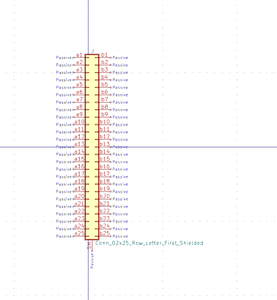 J
Passive a1 b1 Passive
Passive a2 b2 Passive
Passive a3 b3 Passive
Passive a4 b4 Passive
Passive a5 b5 Passive
Passive a6 b6 Passive
Passive a7 b7 Passive
Passive a8 b8 Passive
Passive a9 b9 Passive
Passive a10 b10 Passive
Passive a11 b11 Passive
Passive a12 b12 Passive
Passive a13 b13 Passive
Passive a14 b14 Passive
Passive a15 b15 Passive
Passive a16 b16 Passive
Passive a17 b17 Passive
Passive a18 b18 Passive
Passive a19 b19 Passive
Passive a20 b20 Passive
Passive a21 b21 Passive
Passive a22 b22 Passive
Passive a23 b23 Passive
Passive a24 b24 Passive
Passive a25 b25 Passive
Conn_02x25_Row_Letter_First_Shielded
Passive